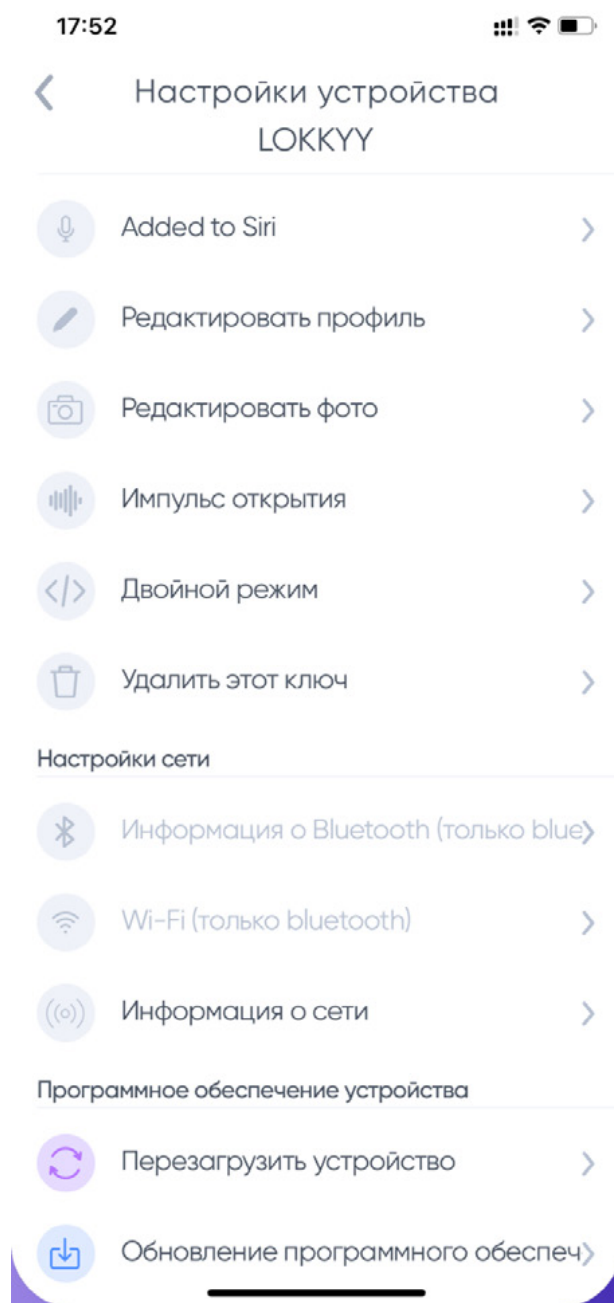 17:52
Настройки устройства
LOKKYY
Added to Siri
Редактировать профиль
Редактировать фото
Импульс открытия
Двойной режим
Удалить этот ключ
Настройки сети
Информация о Bluetooth (только blue
Wi-Fi (только bluetooth)
Информация о сети
Программное обеспечение устройства
Перезагрузить устройство
Обновление программного обеспеч